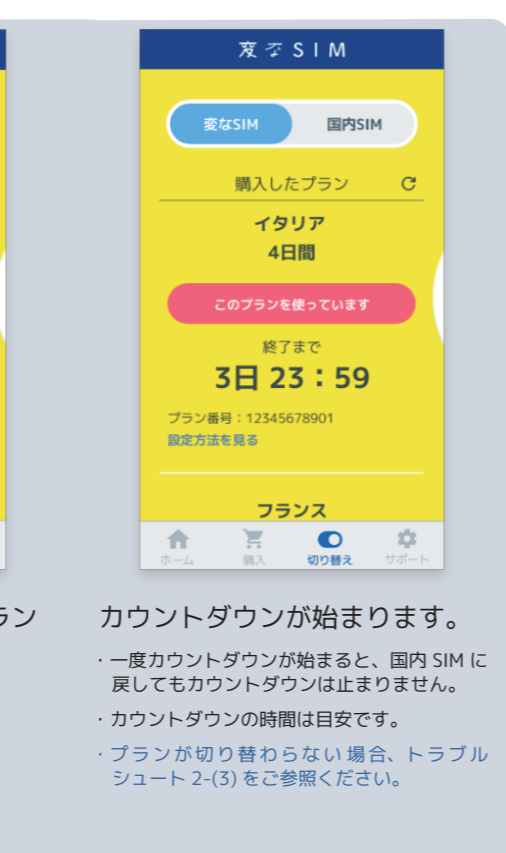 変なSIM
変なSIM 国内SIM
購入したプラン
イタリア
4日間
このプランを使っています
終了まで
3日 23：59
プラン番号：12345678901
設定方法を見る
フランス
ホーム 購入 切り替え サポート
ラン
カウントダウンが始まります。
・一度カウントダウンが始まると、国内 SIM に
戻してもカウントダウンは止まりません。
・カウントダウンの時間は目安です。
・プランが切り替わらない場合、トラブル
シュート 2-(3) をご参照ください。